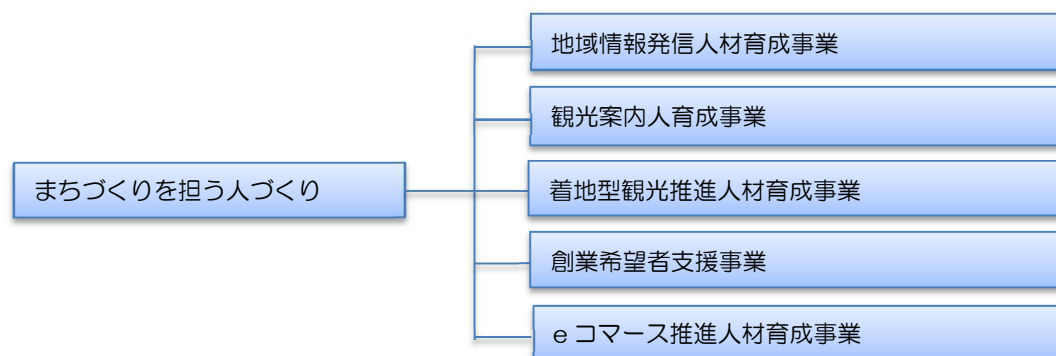 地域情報発信人材育成事業
観光案内人育成事業
まちづくりを担う人づくり
着地型観光推進人材育成事業
創業希望者支援事業
eコマース推進人材育成事業